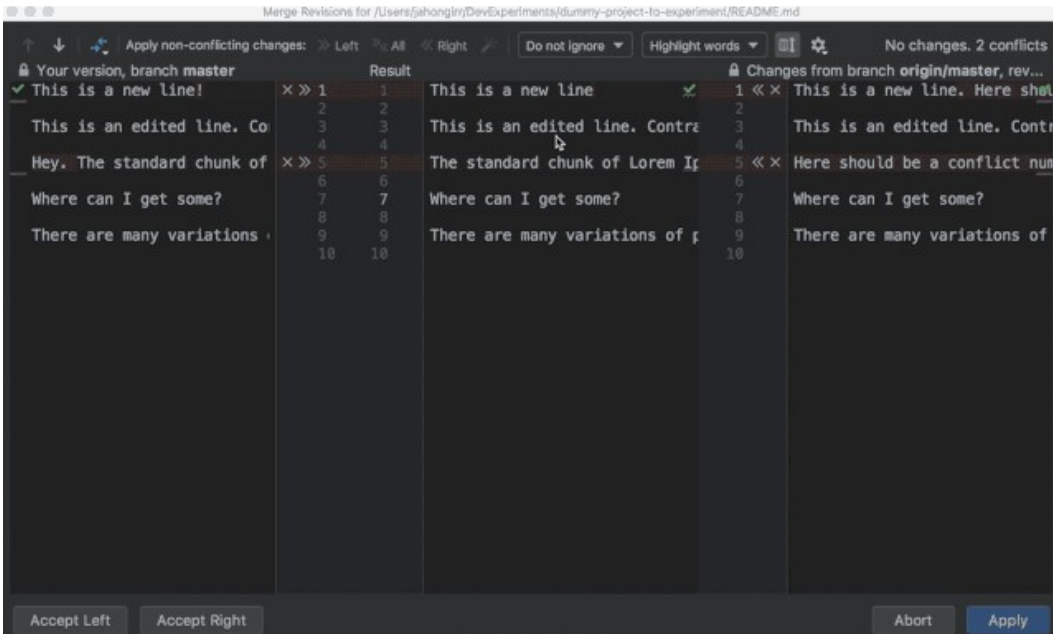 Merge Revisions for /Users/jahongirr/DevExperiments/dummy-project-to-experiment/README.md
Apply non-conflicting changes: Left All Right Do not ignore Highlight words No changes. 2 conflicts
Your version, branch master Result Changes from branch origin/master, rev...
This is a new line! 1 1 This is a new line 1 This is a new line. Here
2 2 2
This is an edited line. 3 3 This is an edited line. 3 This is an edited line.
4 4 4
Hey. The standard chunk of 5 5 The standard chunk of Lorem 5 Here should be a conflict
6 6 6
Where can I get some? 7 7 Where can I get some? 7 Where can I get some?
8 8 8
There are many variations 9 9 There are many variations of 9 There are many variations of
10 10 10
Accept Left Accept Right Abort Apply